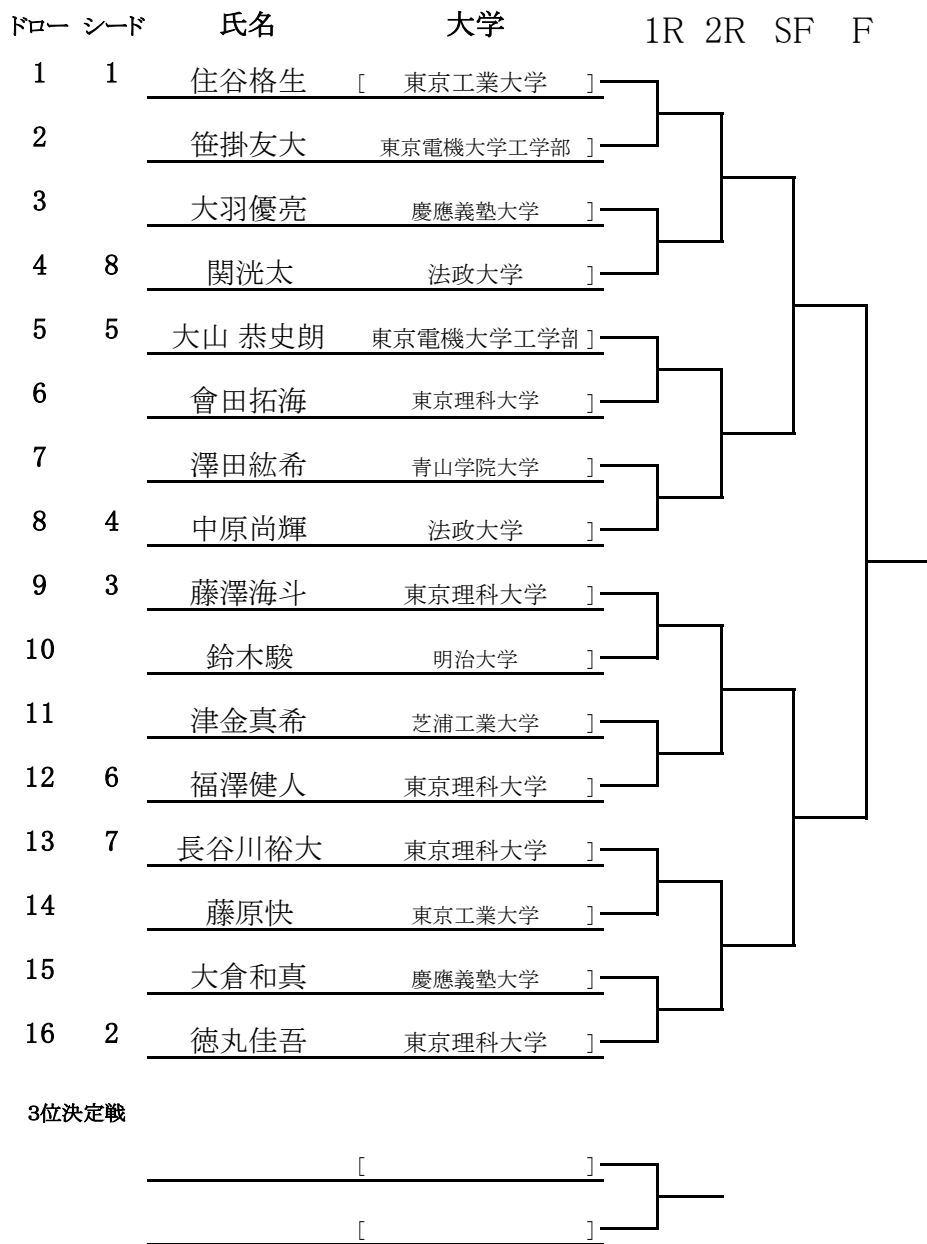 ドロー シード 氏名 大学 1R 2R SF F
1 1 住谷格生 [ 東京工業大学 ]
2 笹掛友大 東京電機大学工学部 ]
3 大羽優亮 慶應義塾大学 ]
4 8 関洸太 法政大学 ]
5 5 大山 恭史朗 東京電機大学工学部 ]
6 會田拓海 東京理科大学 ]
7 澤田紘希 青山学院大学 ]
8 4 中原尚輝 法政大学 ]
9 3 藤澤海斗 東京理科大学 ]
10 鈴木駿 明治大学 ]
11 津金真希 芝浦工業大学 ]
12 6 福澤健人 東京理科大学 ]
13 7 長谷川裕大 東京理科大学 ]
14 藤原快 東京工業大学 ]
15 大倉和真 慶應義塾大学 ]
16 2 徳丸佳吾 東京理科大学 ]
3位決定戦
[ ]
[ ]